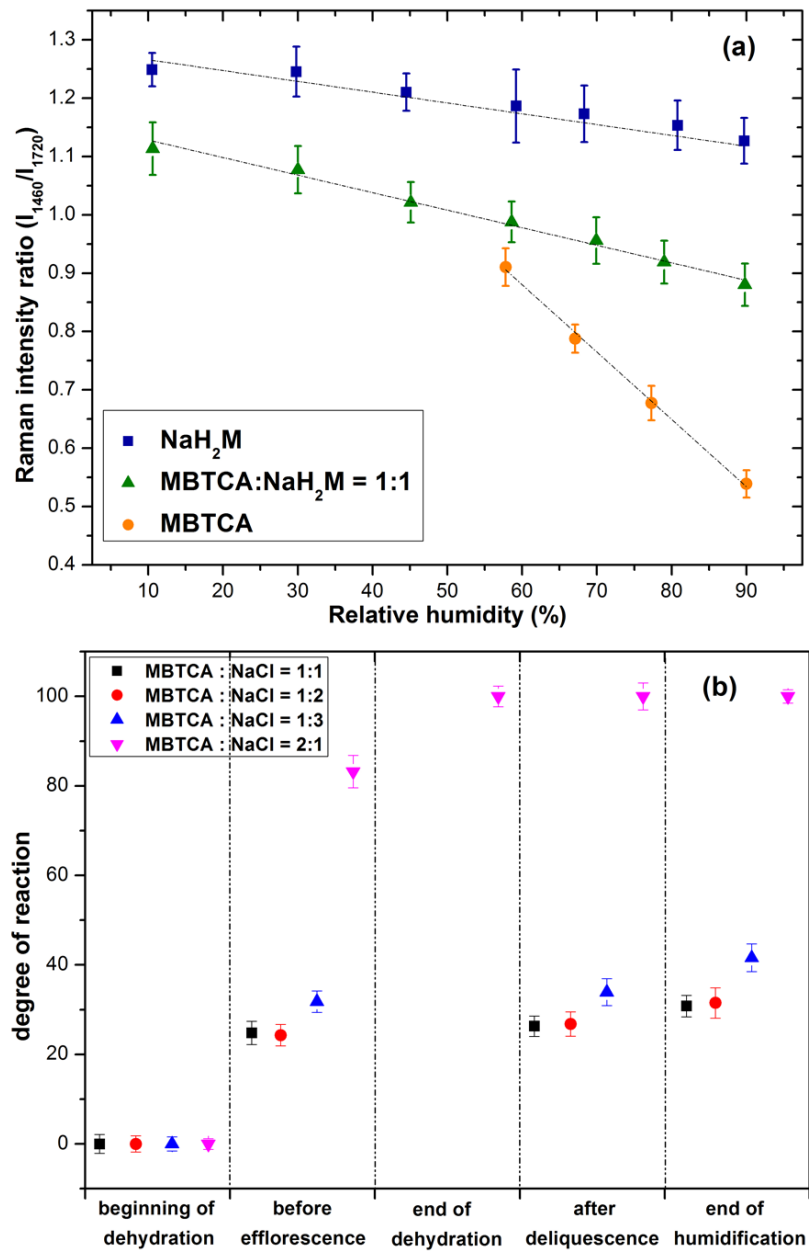 (a)
1.3
1.2
1.1
1.0
0.9
0.8
0.7
0.6
0.5
0.4
Raman intensity ratio (I1460/I1720)
NaH2M
MBTCA:NaH2M = 1:1
MBTCA
10 20 30 40 50 60 70 80 90
Relative humidity (%)
(b)
MBTCA : NaCl = 1:1
MBTCA : NaCl = 1:2
MBTCA : NaCl = 1:3
MBTCA : NaCl = 2:1
100
80
60
40
20
0
degree of reaction
beginning of dehydration
before efflorescence
end of dehydration
after deliquescence
end of humidification